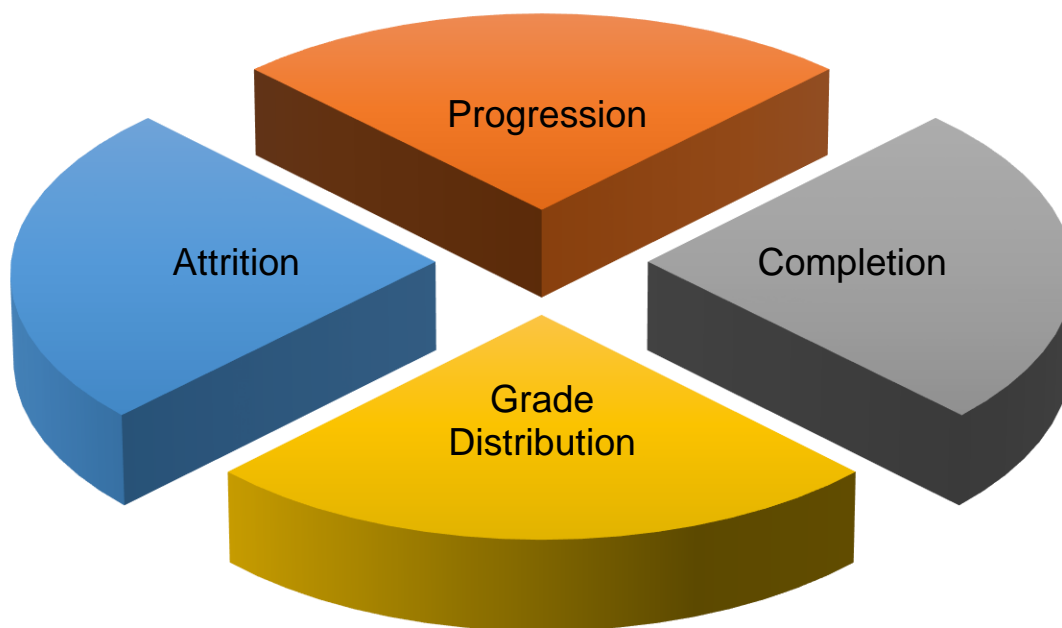 Progression
Attrition
Completion
Grade
Distribution